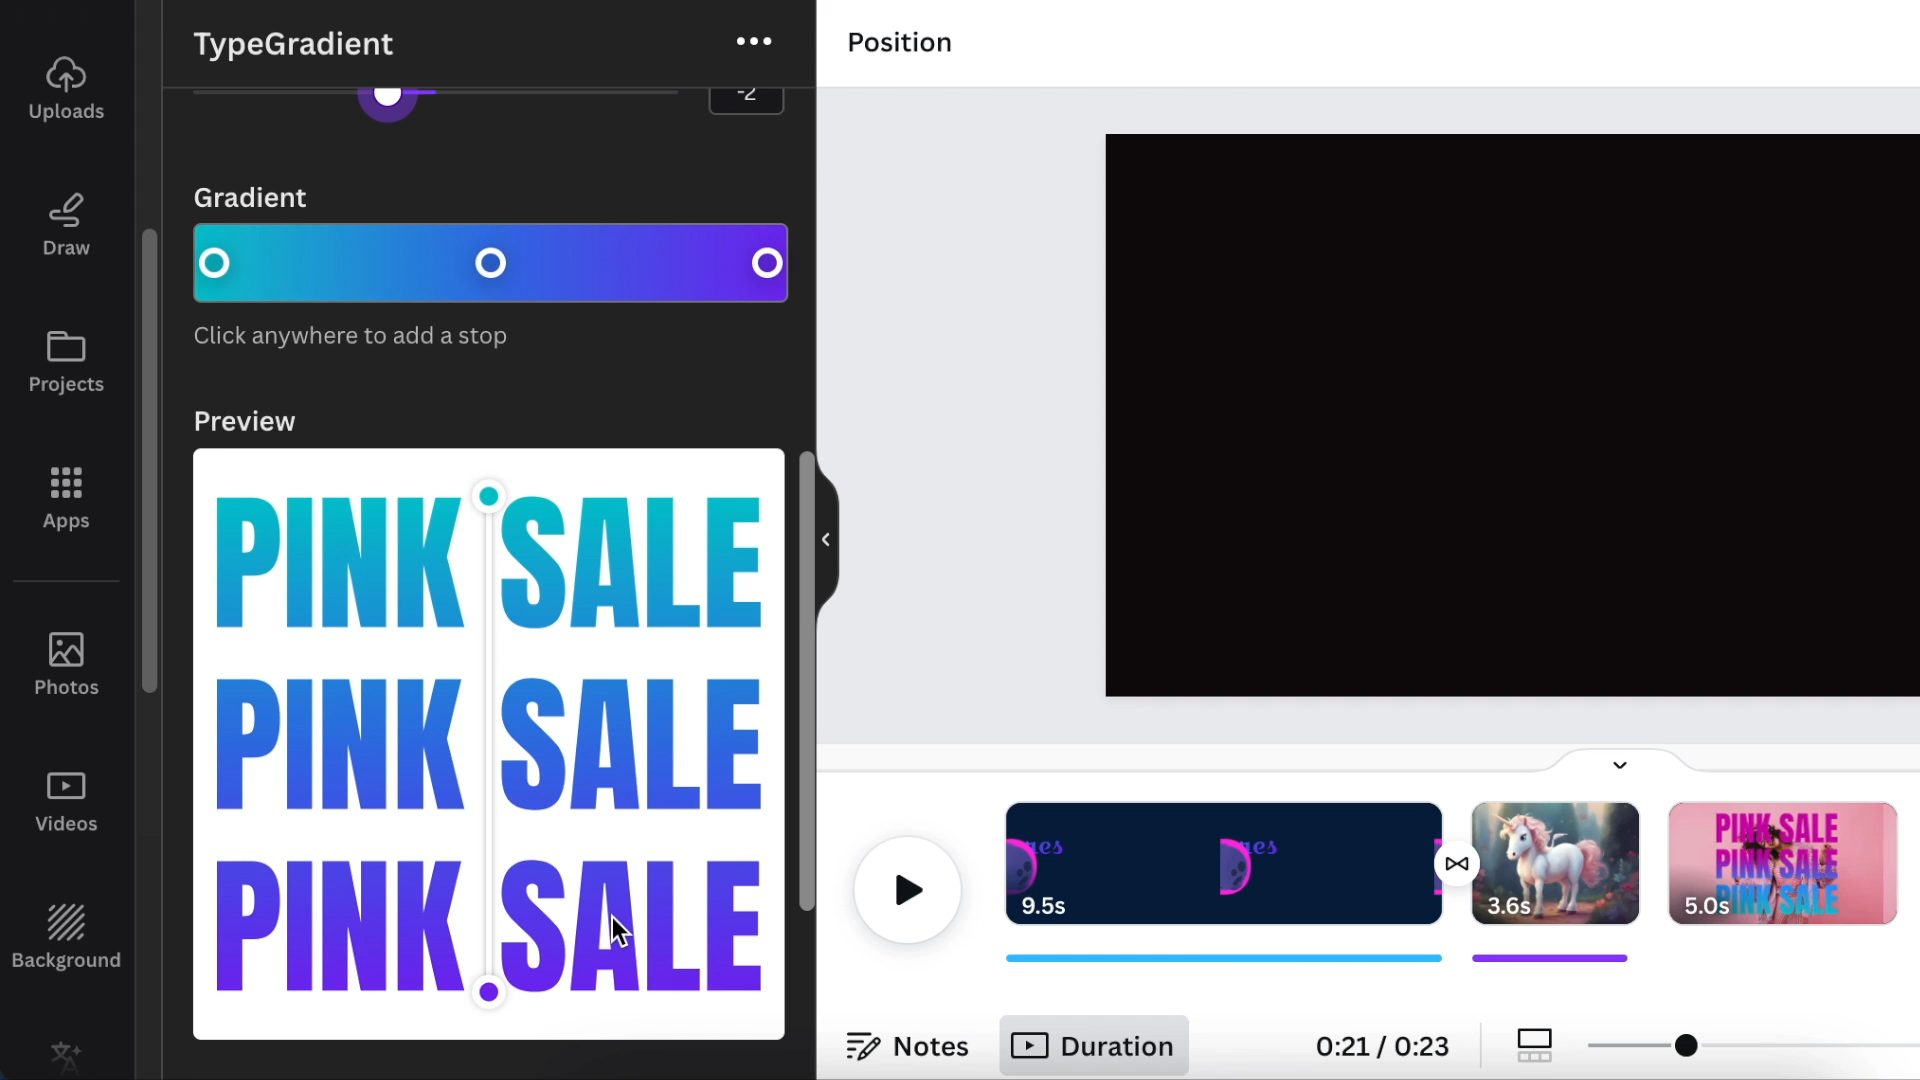 TypeGradient
Position
Uploads
-2
Draw
Gradient
Click anywhere to add a stop
Projects
Preview
Apps
PINK SALE
PINK SALE
PINK SALE
Photos
Videos
Background
9.5s
3.6s
PINK SALE
PINK SALE
PINK SALE
5.0s
Notes
Duration
0:21 / 0:23